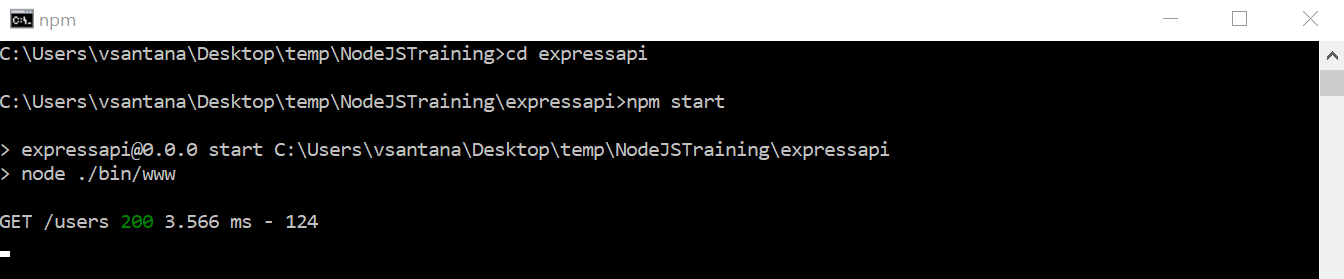 npm
C:\Users\vsantana\Desktop\temp\NodeJSTraining>cd expressapi
C:\Users\vsantana\Desktop\temp\NodeJSTraining\expressapi>npm start
> expressapi@0.0.0 start C:\Users\vsantana\Desktop\temp\NodeJSTraining\expressapi
> node ./bin/www
GET /users 200 3.566 ms - 124